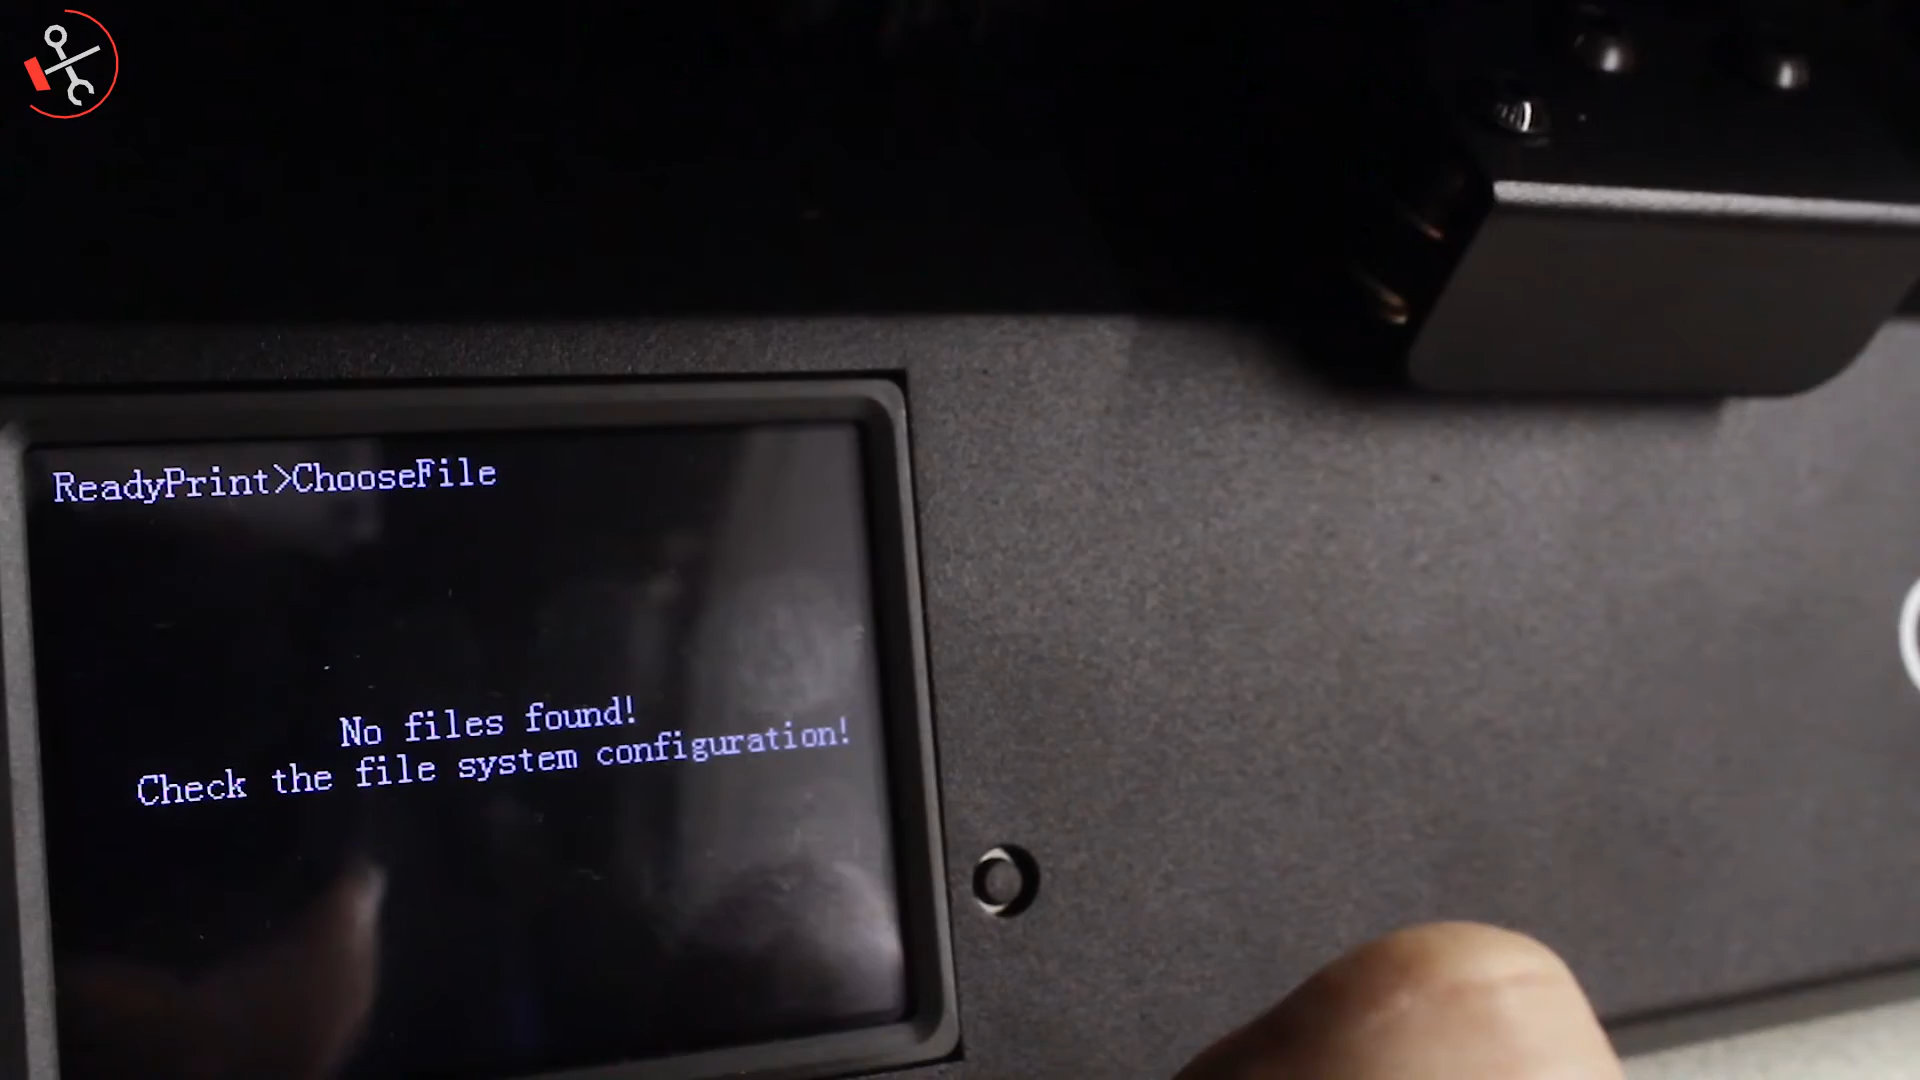 ReadyPrint>ChooseFile
No files found!
Check the file system configuration!